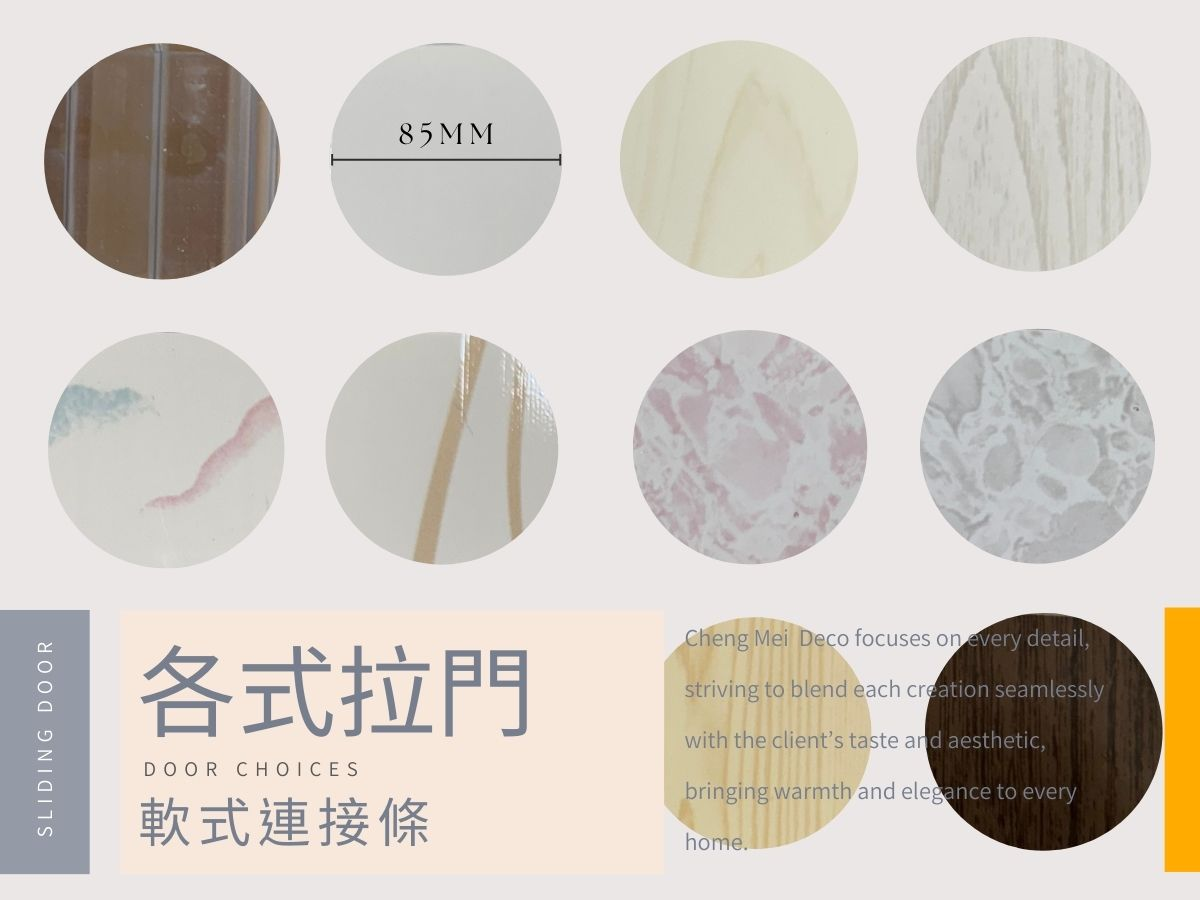 85MM
SLIDING DOOR
各式拉門
DOOR CHOICES
軟式連接條
Cheng Mei Deco focuses on every detail,
striving to blend each creation seamlessly
with the client’s taste and aesthetic,
bringing warmth and elegance to every
home.